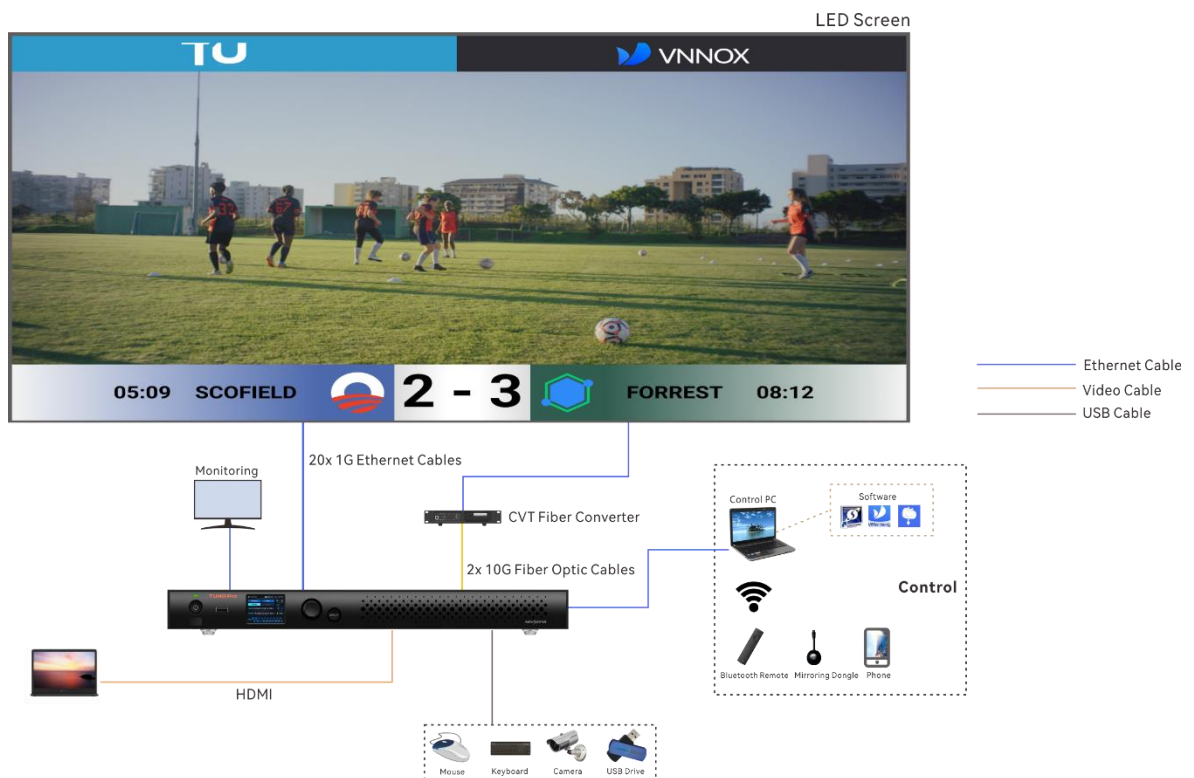 LED Screen
TU
VNNOX
05:09 SCOFIELD 2 - 3 FORREST 08:12
Ethernet Cable
Video Cable
USB Cable
20x 1G Ethernet Cables
Monitoring
CVT Fiber Converter
2x 10G Fiber Optic Cables
Control PC
Software
Control
Bluetooth Remote
Mirroring Dongle
Phone
HDMI
Mouse
Keyboard
Camera
USB Drive